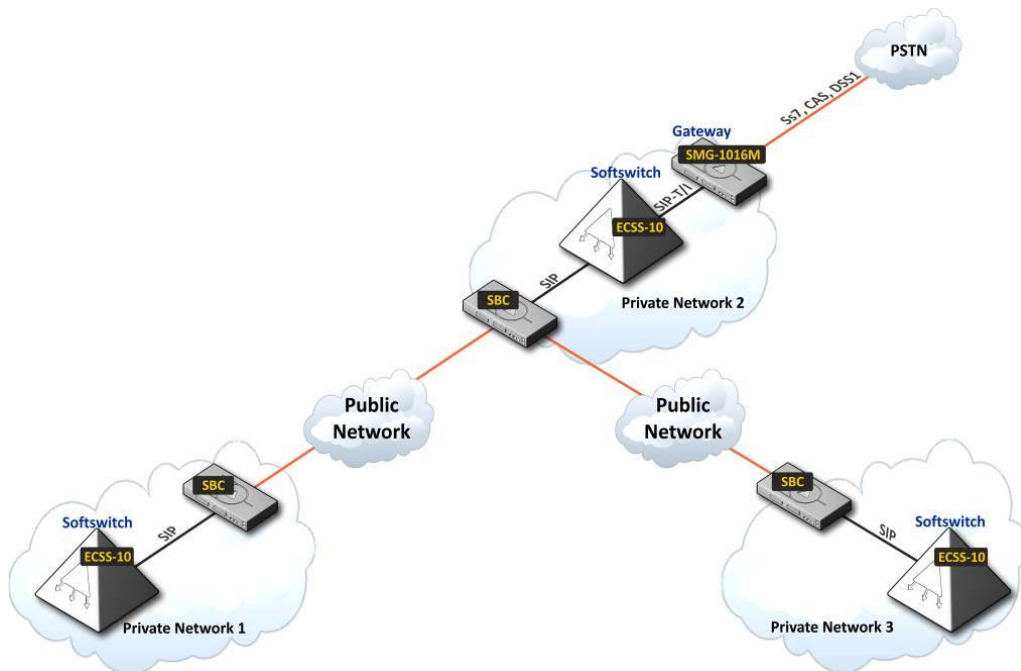 PSTN
Ss7, CAS, DSS1
Gateway
SMG-1016M
Softswitch
SIP-T/I
ECSS-10
SIP
SBC
Private Network 2
Public
Network
Public
Network
SBC
Softswitch
SIP
ECSS-10
Private Network 1
SBC
SIP
Softswitch
ECSS-10
Private Network 3